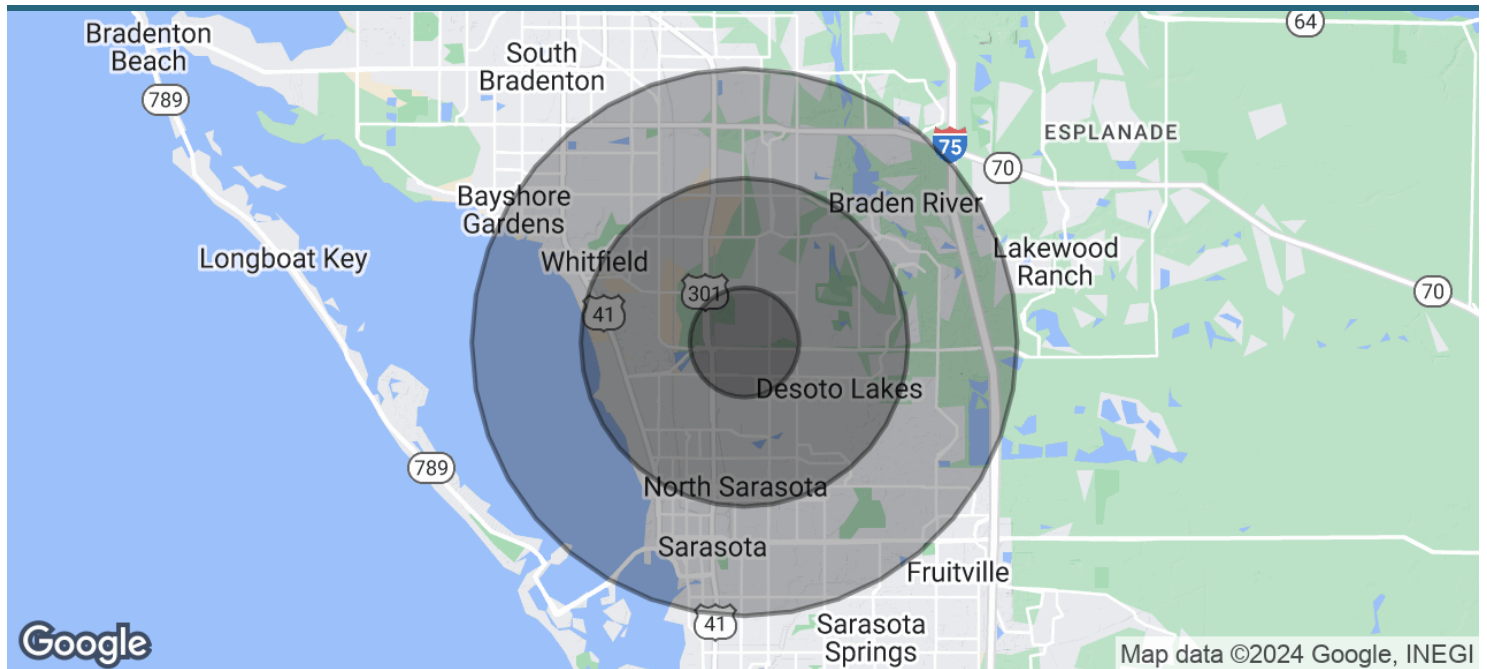 64
Bradenton
Beach
South
Bradenton
789
ESPLANADE
75
70
Bayshore
Gardens
Braden River
Longboat Key
Whitfield
Lakewood
Ranch
301
41
70
Desoto Lakes
789
North Sarasota
Sarasota
Fruitville
41
Sarasota
Springs
Google
Map data ©2024 Google, INEGI